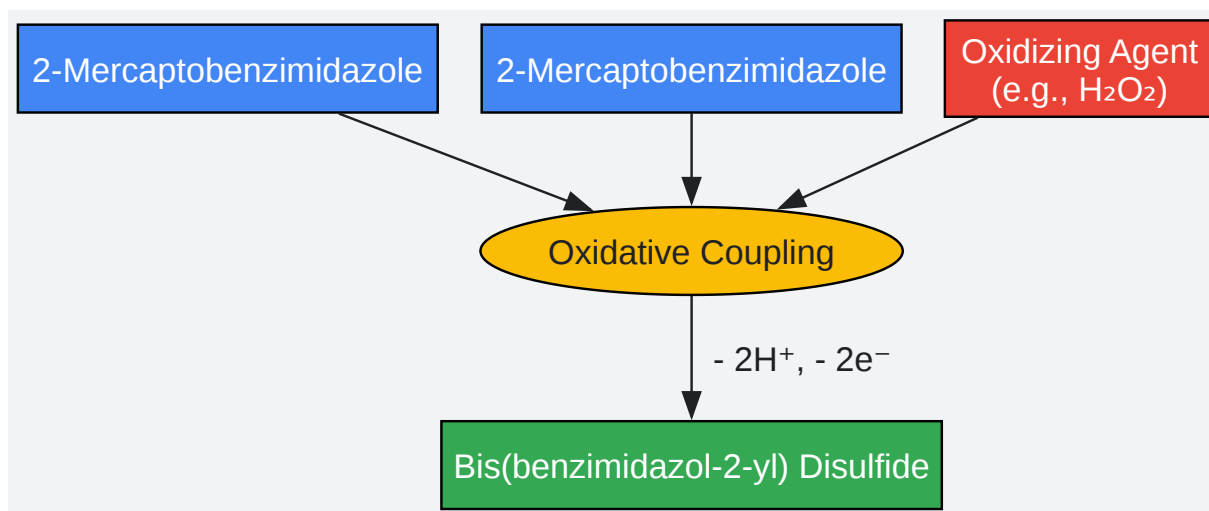 2-Mercaptobenzimidazole
2-Mercaptobenzimidazole
Oxidizing Agent
(e.g., H₂O₂)
Oxidative Coupling
- 2H⁺, - 2e⁻
Bis(benzimidazol-2-yl) Disulfide